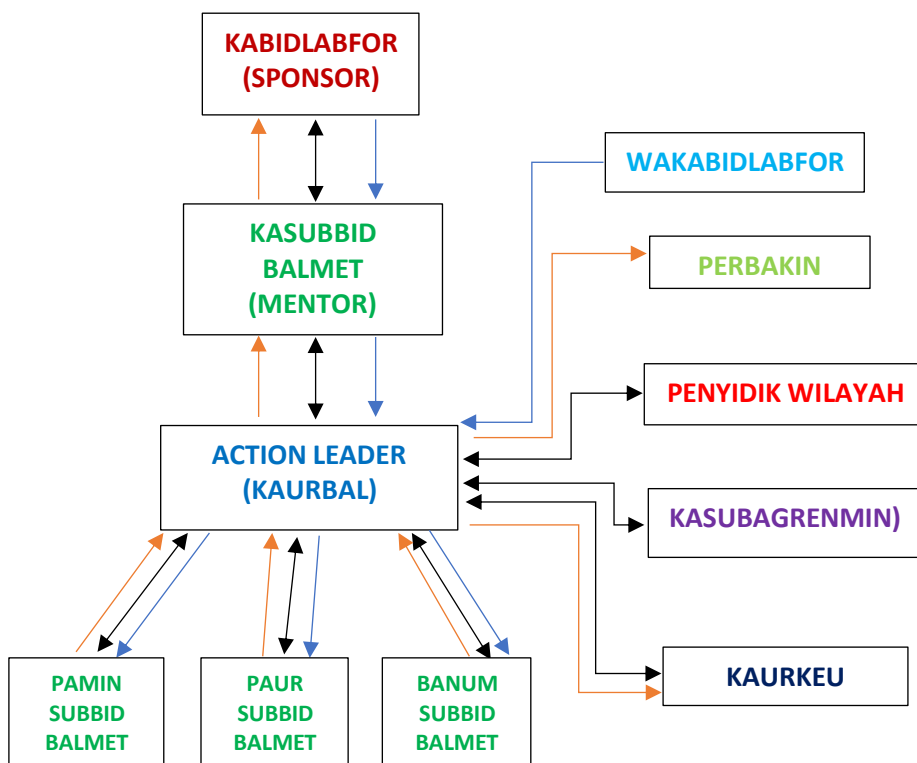 KABIDLABFOR
(SPONSOR)
WAKABIDLABFOR
KASUBBID
BALMET
(MENTOR)
PERBAKIN
PENYIDIK WILAYAH
ACTION LEADER
(KAURBAL)
KASUBAGRENMIN)
KAURKEU
PAMIN
SUBBID
BALMET
PAUR
SUBBID
BALMET
BANUM
SUBBID
BALMET